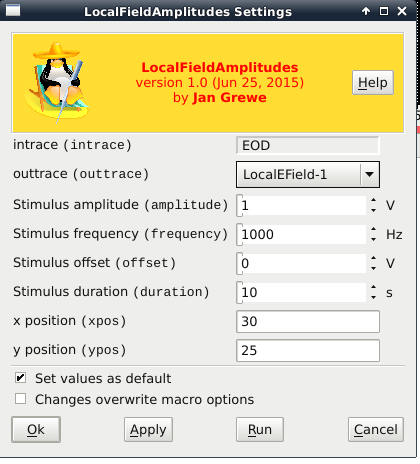 LocalFieldAmplitudes Settings
LocalFieldAmplitudes
version 1.0 (Jun 25, 2015)
by Jan Grewe
Help
intrace (intrace) EOD
outtrace (outtrace) LocalEField-1
Stimulus amplitude (amplitude) 1 V
Stimulus frequency (frequency) 1000 Hz
Stimulus offset (offset) 0 V
Stimulus duration (duration) 10 s
x position (xpos) 30
y position (ypos) 25
Set values as default
Changes overwrite macro options
Ok Apply Run Cancel